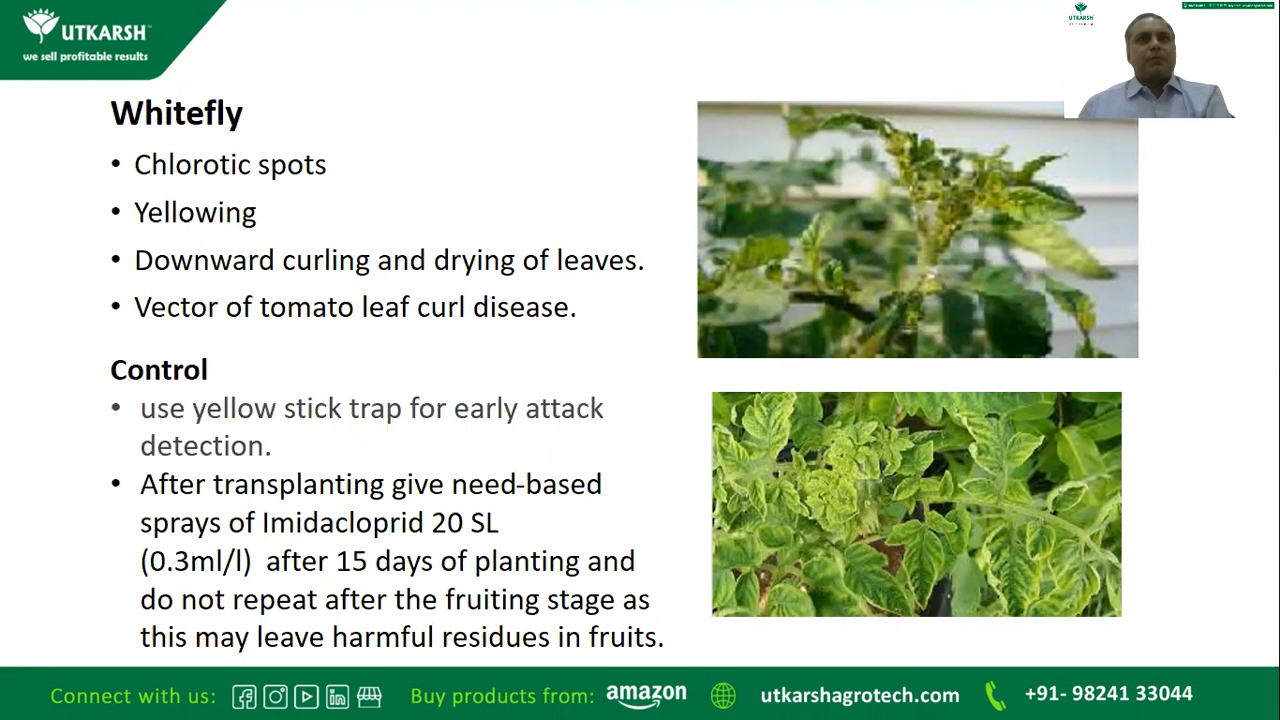 UTKARSH
we sell profitable results
UTKARSH
Whitefly
• Chlorotic spots
• Yellowing
• Downward curling and drying of leaves.
• Vector of tomato leaf curl disease.
Control
• use yellow stick trap for early attack
detection.
• After transplanting give need-based
sprays of Imidacloprid 20 SL
(0.3ml/l) after 15 days of planting and
do not repeat after the fruiting stage as
this may leave harmful residues in fruits.
Connect with us:
Buy products from: amazon
utkarshagrotech.com
+91- 98241 33044